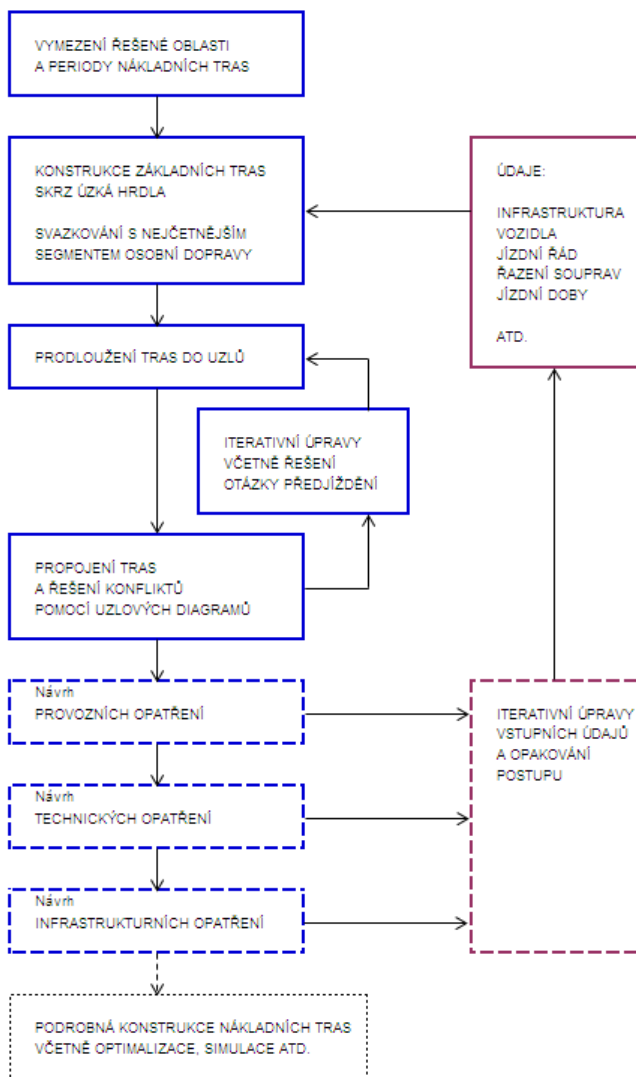 VYMEZENÍ ŘEŠENÉ OBLASTI
A PERIODY NÁKLADNÍCH TRAS
KONSTRUKCE ZÁKLADNÍCH TRAS
SKRZ ÚZKÁ HRDLA
SVAZKOVÁNÍ S NEJČETNĚJŠÍM
SEGMENTEM OSOBNÍ DOPRAVY
ÚDAJE:
INFRASTRUKTURA
VOZIDLA
JÍZDNÍ ŘÁD
ŘAZENÍ SOUPRAV
JÍZDNÍ DOBY
ATD.
PRODLOUŽENÍ TRAS DO UZLŮ
ITERATIVNÍ ÚPRAVY
VČETNĚ ŘEŠENÍ
OTÁZKY PŘEDJÍŽDĚNÍ
PROPOJENÍ TRAS
A ŘEŠENÍ KONFLIKTŮ
POMOCÍ UZLOVÝCH DIAGRAMŮ
Návrh
PROVOZNÍCH OPATŘENÍ
ITERATIVNÍ ÚPRAVY
VSTUPNÍCH ÚDAJŮ
A OPAKOVÁNÍ
POSTUPU
Návrh
TECHNICKÝCH OPATŘENÍ
Návrh
INFRASTRUKTURNÍCH OPATŘENÍ
PODROBNÁ KONSTRUKCE NÁKLADNÍCH TRAS
VČETNĚ OPTIMALIZACE, SIMULACE ATD.